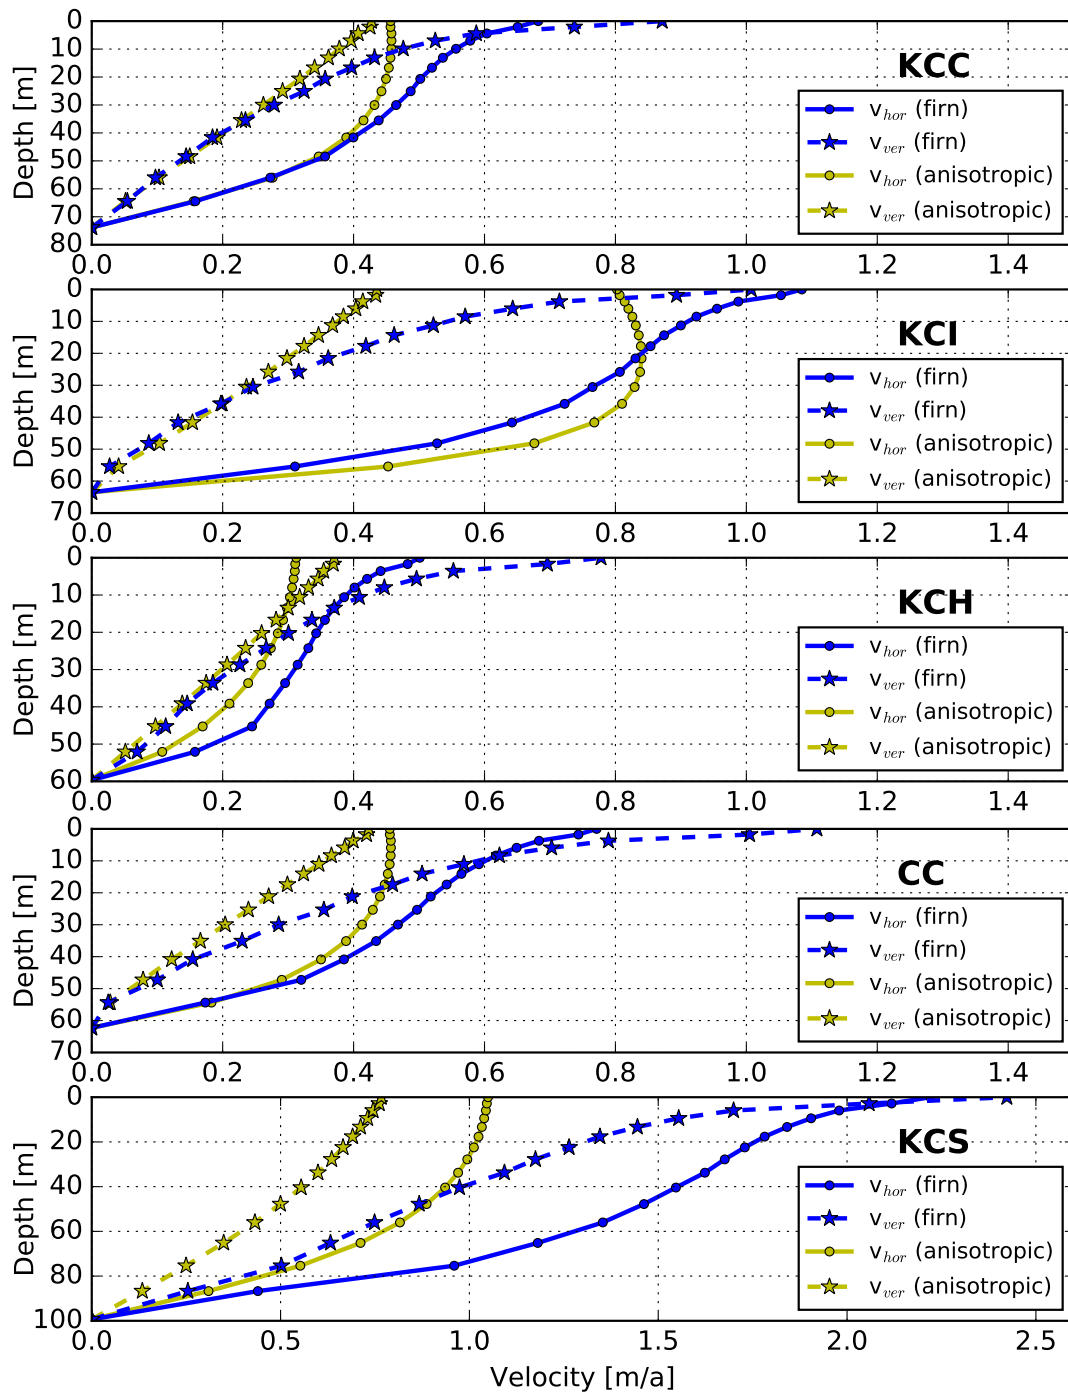 0
10
20
30
40
50
60
70
80
Depth [m]
KCC
v_hor (firn)
v_ver (firn)
v_hor (anisotropic)
v_ver (anisotropic)
0.0 0.2 0.4 0.6 0.8 1.0 1.2 1.4
0
10
20
30
40
50
60
70
Depth [m]
KCI
v_hor (firn)
v_ver (firn)
v_hor (anisotropic)
v_ver (anisotropic)
0.0 0.2 0.4 0.6 0.8 1.0 1.2 1.4
0
10
20
30
40
50
60
Depth [m]
KCH
v_hor (firn)
v_ver (firn)
v_hor (anisotropic)
v_ver (anisotropic)
0.0 0.2 0.4 0.6 0.8 1.0 1.2 1.4
0
10
20
30
40
50
60
70
Depth [m]
CC
v_hor (firn)
v_ver (firn)
v_hor (anisotropic)
v_ver (anisotropic)
0.0 0.2 0.4 0.6 0.8 1.0 1.2 1.4
0
20
40
60
80
100
Depth [m]
KCS
v_hor (firn)
v_ver (firn)
v_hor (anisotropic)
v_ver (anisotropic)
0.0 0.5 1.0 1.5 2.0 2.5
Velocity [m/a]